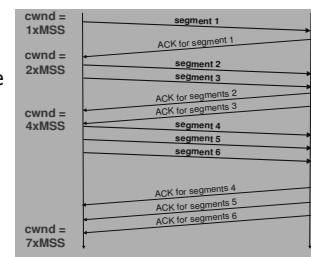 cwnd =
1xMSS
segment 1
ACK for segment 1
cwnd =
2xMSS
segment 2
segment 3
e
ACK for segments 2
ACK for segments 3
cwnd =
4xMSS
segment 4
segment 5
segment 6
ACK for segments 4
ACK for segments 5
ACK for segments 6
cwnd =
7xMSS